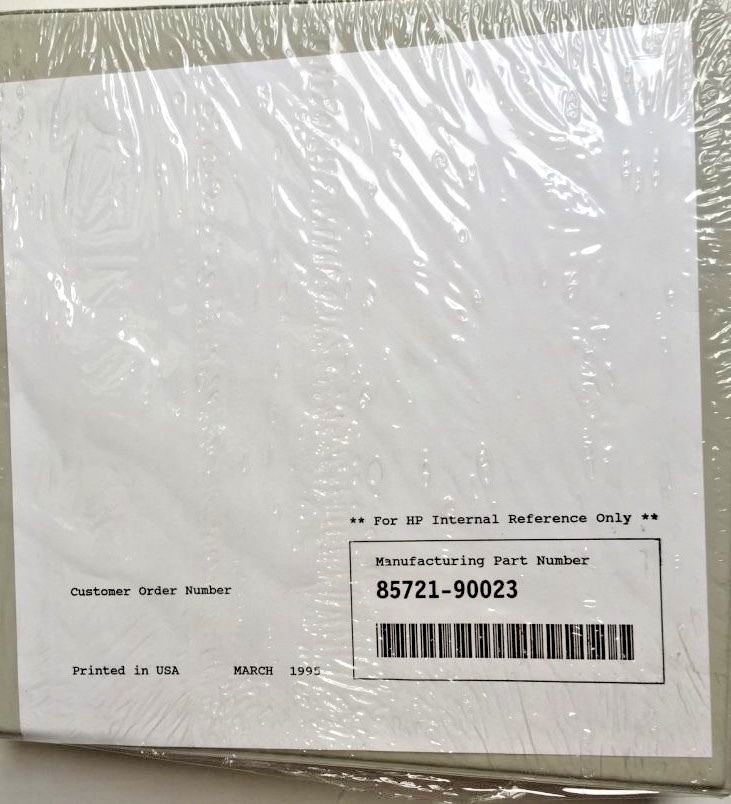 ** For HP Internal Reference Only **
Manufacturing Part Number
85721-90023
Customer Order Number
Printed in USA MARCH 1995